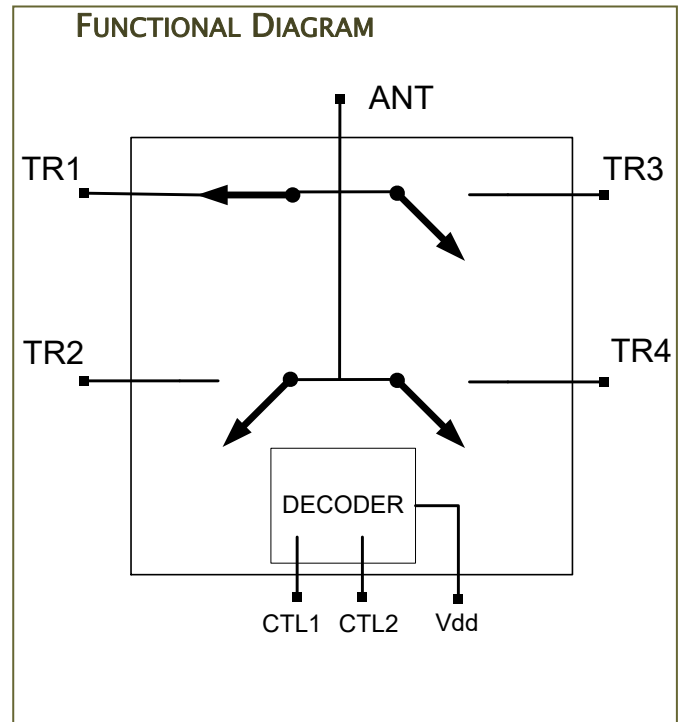 FUNCTIONAL DIAGRAM
ANT
TR1
TR3
TR2
TR4
DECODER
CTL1 CTL2 Vdd